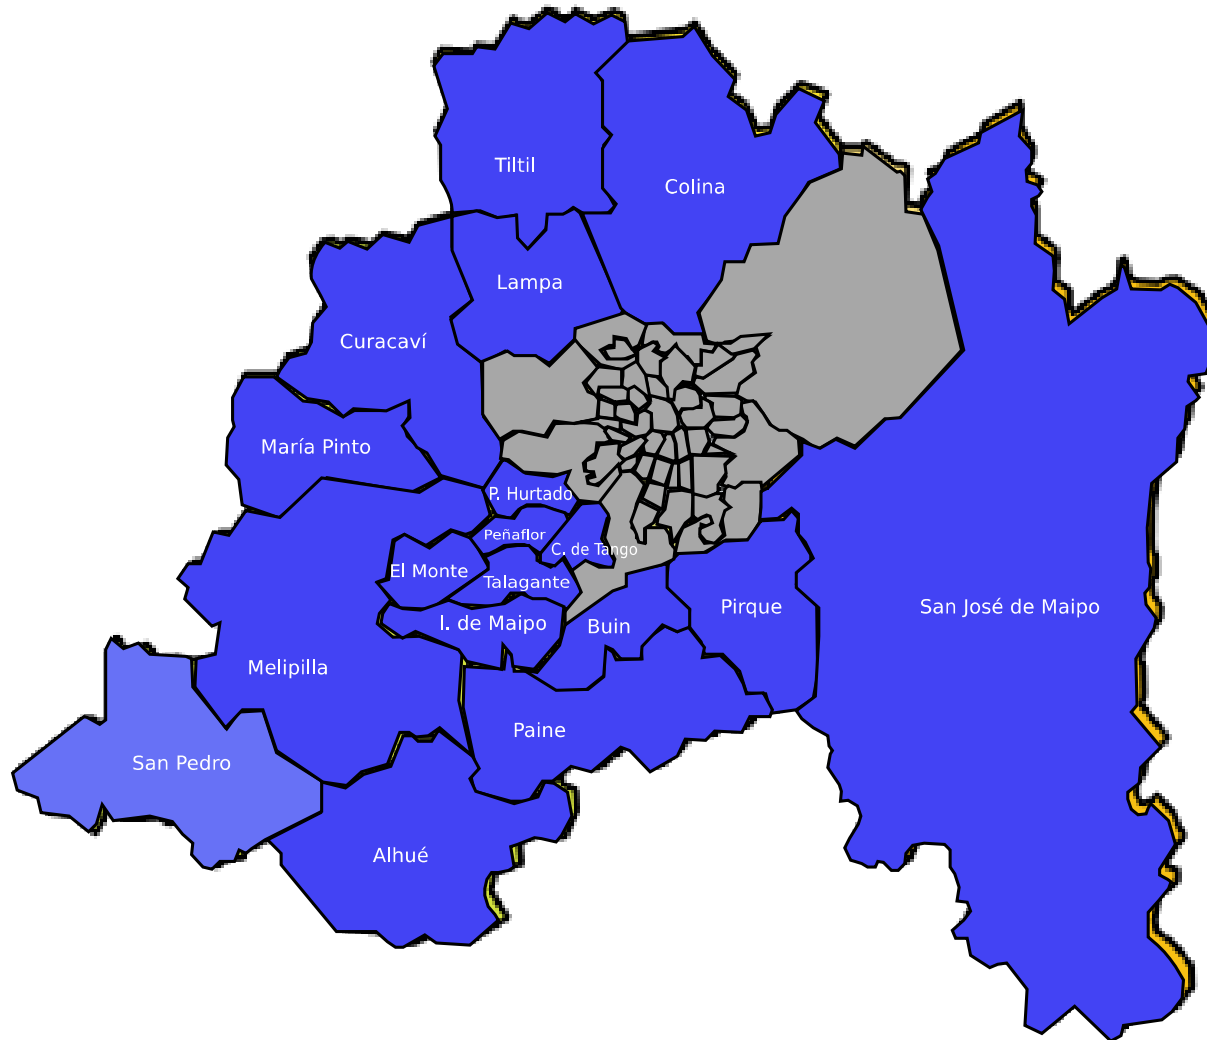 Tiltil
Colina
Lampa
Curacaví
María Pinto
P. Hurtado
Peñaflor
C. de Tango
El Monte
Talagante
I. de Maipo
Buin
Pirque
San José de Maipo
Melipilla
Paine
San Pedro
Alhué